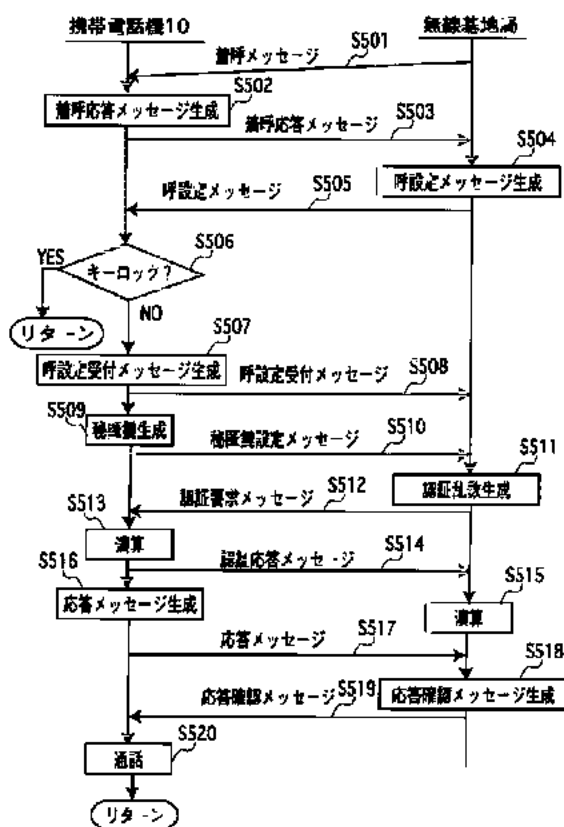 携帯電話機10
無線基地局
S501
着呼メッセージ
S502
着呼応答メッセージ生成
着呼応答メッセージ
S503
S504
呼設定メッセージ生成
呼設定メッセージ
S505
S506
YES
キーロック?
NO
リターン
S507
呼設定受付メッセージ生成
呼設定受付メッセージ
S508
S509
秘匿鍵生成
秘匿鍵設定メッセージ
S510
S511
認証乱数生成
認証要求メッセージ
S512
S513
演算
認証応答メッセージ
S514
S515
演算
S516
応答メッセージ生成
応答メッセージ
S517
S518
応答確認メッセージ生成
応答確認メッセージ
S519
S520
通話
リターン